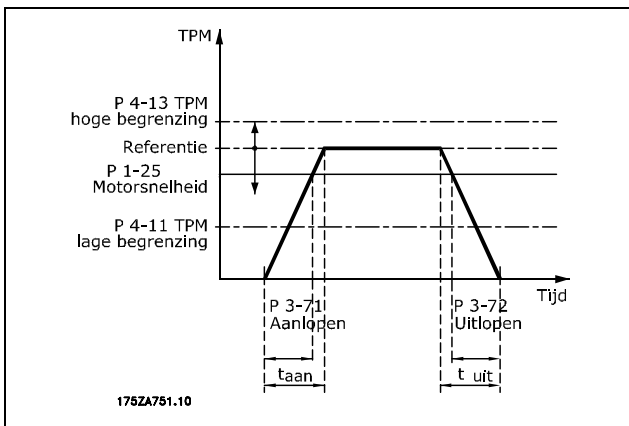 TPM
P 4-13 TPM
hoge begrenzing
Referentie
P 1-25
Motorsnelheid
P 4-11 TPM
lage begrenzing
Tijd
P 3-71
Aanlopen
P 3-72
Uitlopen
taan
t uit
175ZA751.10